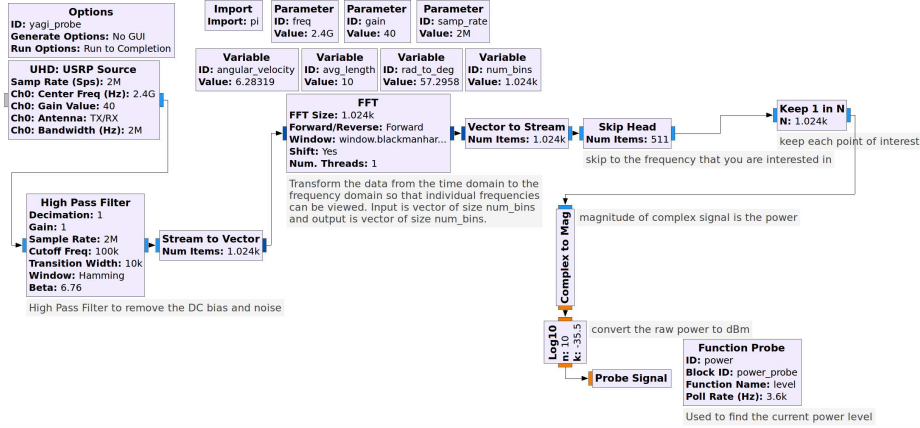 Options
ID: yagi_probe
Generate Options: No GUI
Run Options: Run to Completion
Import
Import: pi
Parameter
ID: freq
Value: 2.4G
Parameter
ID: gain
Value: 40
Parameter
ID: samp_rate
Value: 2M
Variable
ID: angular_velocity
Value: 6.28319
Variable
ID: avg_length
Value: 10
Variable
ID: rad_to_deg
Value: 57.2958
Variable
ID: num_bins
Value: 1.024k
UHD: USRP Source
Samp Rate (Sps): 2M
Ch0: Center Freq (Hz): 2.4G
Ch0: Gain Value: 40
Ch0: Antenna: TX/RX
Ch0: Bandwidth (Hz): 2M
High Pass Filter
Decimation: 1
Gain: 1
Sample Rate: 2M
Cutoff Freq: 100k
Transition Width: 10k
Window: Hamming
Beta: 6.76
High Pass Filter to remove the DC bias and noise
Stream to Vector
Num Items: 1.024k
FFT
FFT Size: 1.024k
Forward/Reverse: Forward
Window: window.blackmanhar...
Shift: Yes
Num. Threads: 1
Transform the data from the time domain to the
frequency domain so that individual frequencies
can be viewed. Input is vector of size num_bins
and output is vector of size num_bins.
Vector to Stream
Num Items: 1.024k
Skip Head
Num Items: 511
skip to the frequency that you are interested in
Keep 1 in N
N: 1.024k
keep each point of interest
Complex to Mag
magnitude of complex signal is the power
Log10
n: 10
k: -35.5
convert the raw power to dBm
Probe Signal
Function Probe
ID: power
Block ID: power_probe
Function Name: level
Poll Rate (Hz): 3.6k
Used to find the current power level